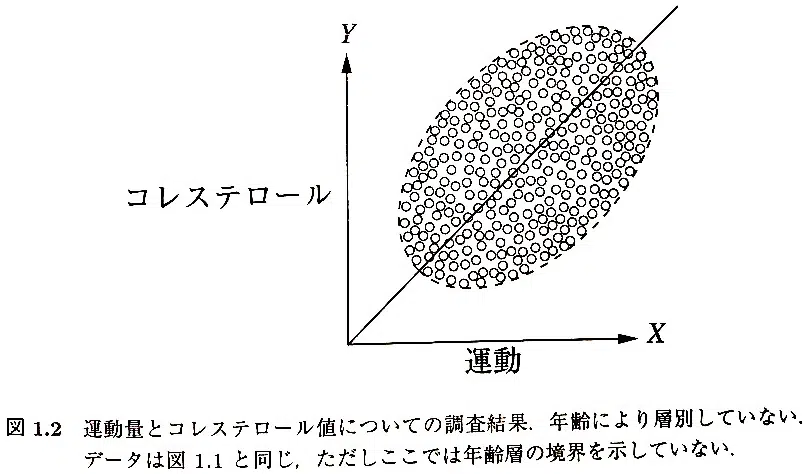 Y
コレステロール
X
運動
図 1.2 運動量とコレステロール値についての調査結果．年齢により層別していない．
データは図 1.1 と同じ，ただしここでは年齢層の境界を示していない．